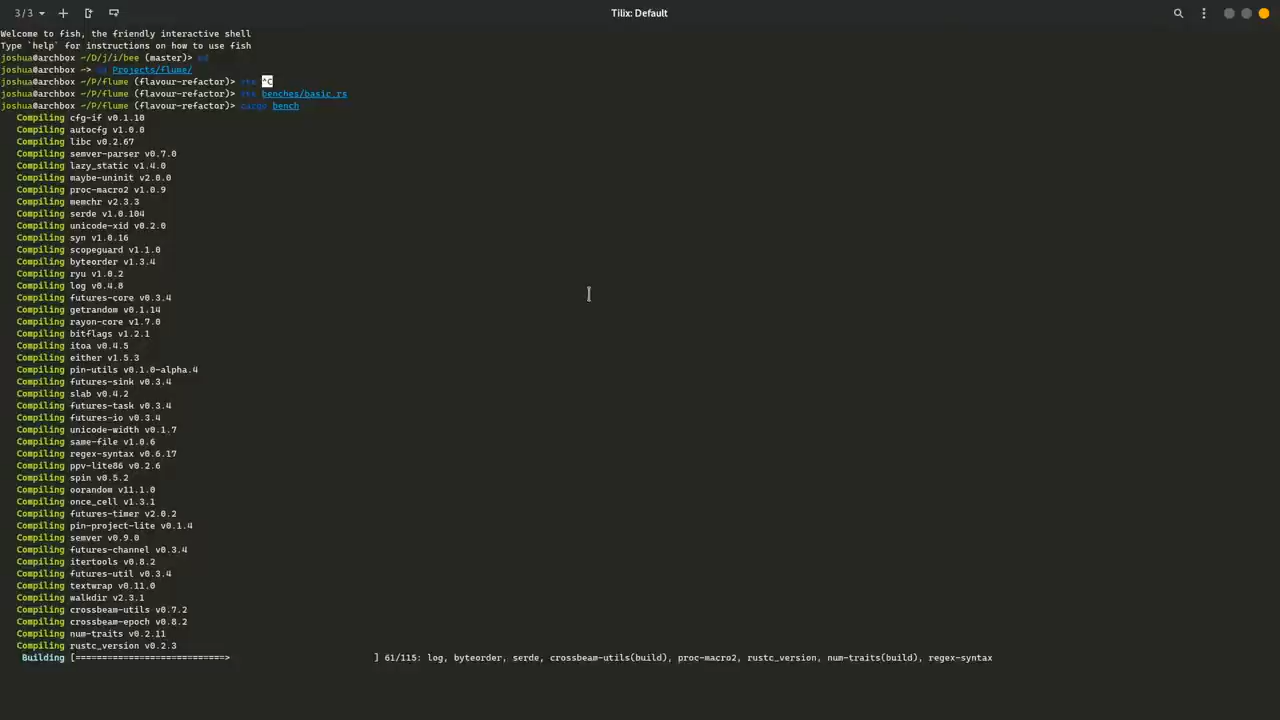 3/3
Tilix: Default
Welcome to fish, the friendly interactive shell
Type `help` for instructions on how to use fish
joshua@archbox ~/D/j/i/bee (master)> cd
joshua@archbox ~> cd Projects/flume/
joshua@archbox ~/P/flume (flavour-refactor)> ^C
joshua@archbox ~/P/flume (flavour-refactor)> benches/basic.rs
joshua@archbox ~/P/flume (flavour-refactor)> cargo bench
Compiling cfg-if v0.1.10
Compiling autocfg v1.0.0
Compiling libc v0.2.67
Compiling semver-parser v0.7.0
Compiling lazy_static v1.4.0
Compiling maybe-uninit v2.0.0
Compiling proc-macro2 v1.0.9
Compiling memchr v2.3.3
Compiling serde v1.0.104
Compiling unicode-xid v0.2.0
Compiling syn v1.0.16
Compiling scopeguard v1.1.0
Compiling byteorder v1.3.4
Compiling ryu v1.0.2
Compiling log v0.4.8
Compiling futures-core v0.3.4
Compiling getrandom v0.1.14
Compiling rayon-core v1.7.0
Compiling bitflags v1.2.1
Compiling itoa v0.4.5
Compiling either v1.5.3
Compiling pin-utils v0.1.0-alpha.4
Compiling futures-sink v0.3.4
Compiling slab v0.4.2
Compiling futures-task v0.3.4
Compiling futures-io v0.3.4
Compiling unicode-width v0.1.7
Compiling same-file v1.0.6
Compiling regex-syntax v0.6.17
Compiling ppv-lite86 v0.2.6
Compiling spin v0.5.2
Compiling oorandom v11.1.0
Compiling once_cell v1.3.1
Compiling futures-timer v2.0.2
Compiling pin-project-lite v0.1.4
Compiling semver v0.9.0
Compiling futures-channel v0.3.4
Compiling itertools v0.8.2
Compiling futures-util v0.3.4
Compiling textwrap v0.11.0
Compiling walkdir v2.3.1
Compiling crossbeam-utils v0.7.2
Compiling crossbeam-epoch v0.8.2
Compiling num-traits v0.2.11
Compiling rustc_version v0.2.3
Building [============================> ] 61/115: log, byteorder, serde, crossbeam-utils(build), proc-macro2, rustc_version, num-traits(build), regex-syntax